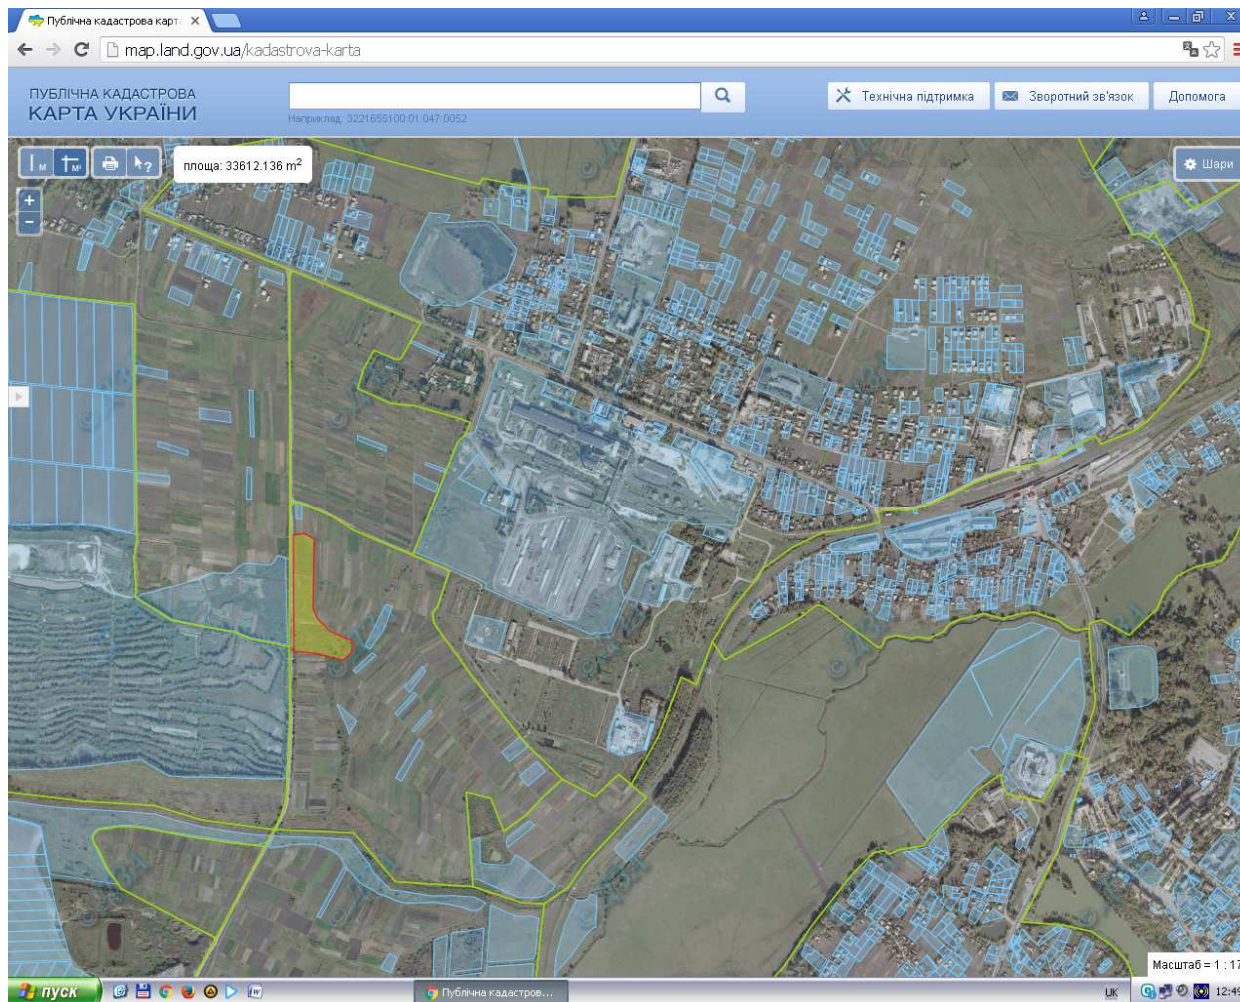 Публічна кадастрова карт
map.land.gov.ua/kadastrova-karta
ПУБЛІЧНА КАДАСТРОВА
КАРТА УКРАЇНИ
Наприклад: 3221655100:01:047:0052
Технічна підтримка
Зворотний зв'язок
Допомога
м
м²
площа: 33612.136 m²
Шари
+
−
Масштаб = 1 : 17
пуск
Публічна кадастров...
UK
12:49